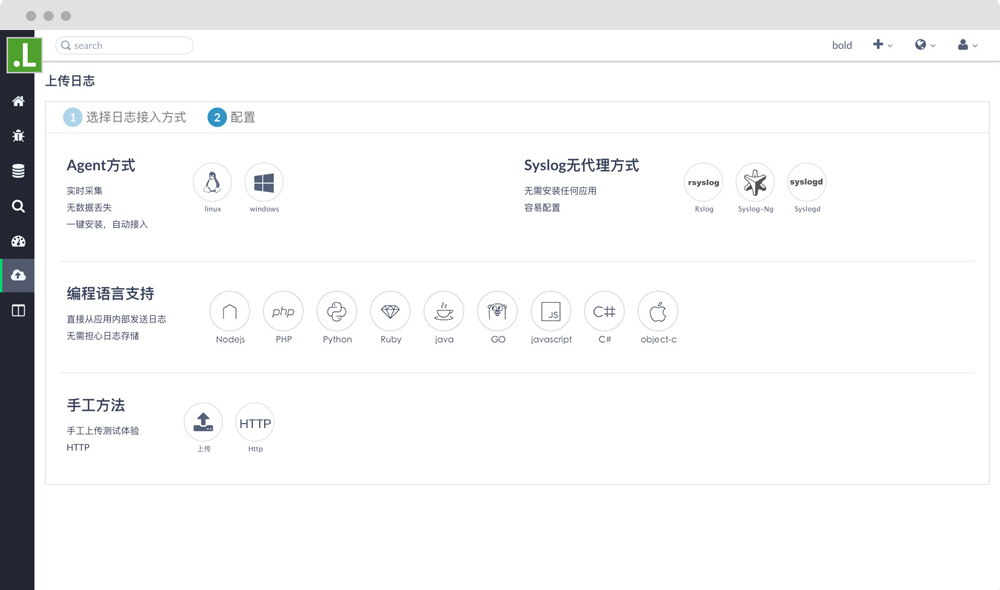 .L
search
bold
上传日志
1 选择日志接入方式 2 配置
Agent方式
实时采集
无数据丢失
一键安装，自动接入
linux
windows
Syslog无代理方式
无需安装任何应用
容易配置
rsyslog
Rslog
Syslog-Ng
syslogd
Syslogd
编程语言支持
直接从应用内部发送日志
无需担心日志存储
Nodejs
php
PHP
Python
Ruby
java
GO
JS
javascript
C#
C#
object-c
手工方法
手工上传测试体验
HTTP
上传
HTTP
Http